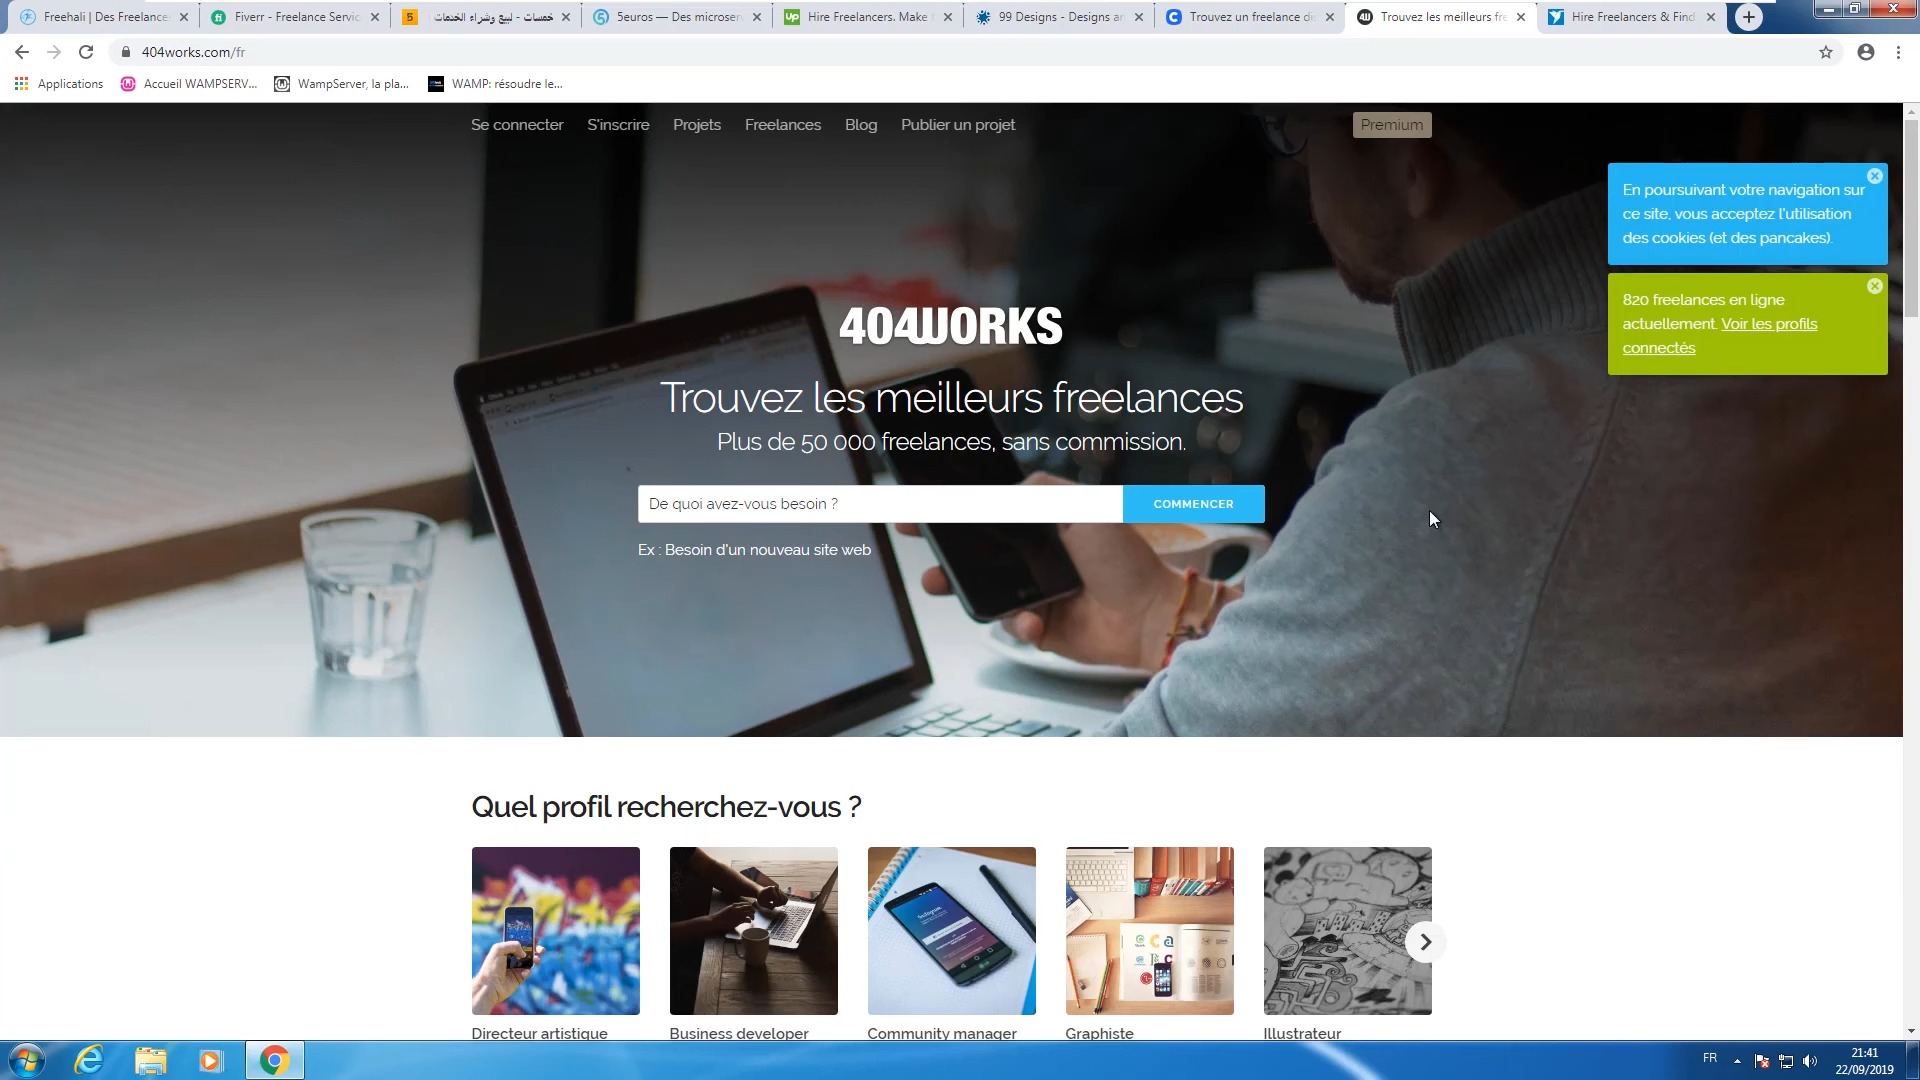 Freehali | Des Freelance
Fiverr - Freelance Servic
خمسات - لبيع وشراء الخدمات
5euros — Des microser
Hire Freelancers. Make
99 Designs - Designs an
Trouvez un freelance di
Trouvez les meilleurs fre
Hire Freelancers & Find
404works.com/fr
Applications
Accueil WAMPSERV...
WampServer, la pla...
WAMP: résoudre le...
Se connecter
S'inscrire
Projets
Freelances
Blog
Publier un projet
Premium
En poursuivant votre navigation sur
ce site, vous acceptez l'utilisation
des cookies (et des pancakes).
820 freelances en ligne
actuellement. Voir les profils
connectés
404WORKS
Trouvez les meilleurs freelances
Plus de 50 000 freelances, sans commission.
De quoi avez-vous besoin ?
COMMENCER
Ex : Besoin d'un nouveau site web
Quel profil recherchez-vous ?
Directeur artistique
Business developer
Community manager
Graphiste
Illustrateur
FR
21:41
22/09/2019